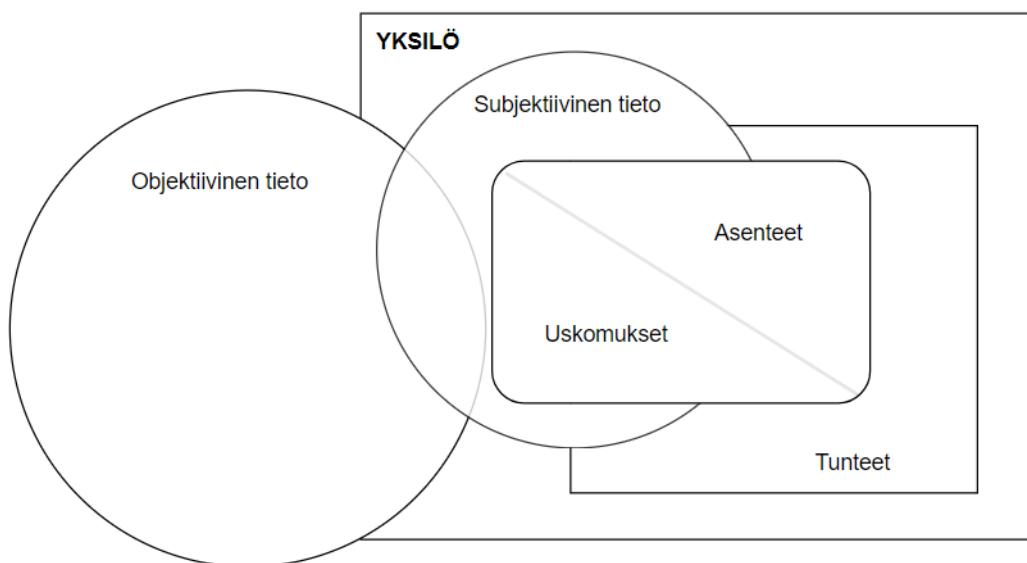 YKSILÖ
Subjektiivinen tieto
Objektiivinen tieto
Asenteet
Uskomukset
Tunteet